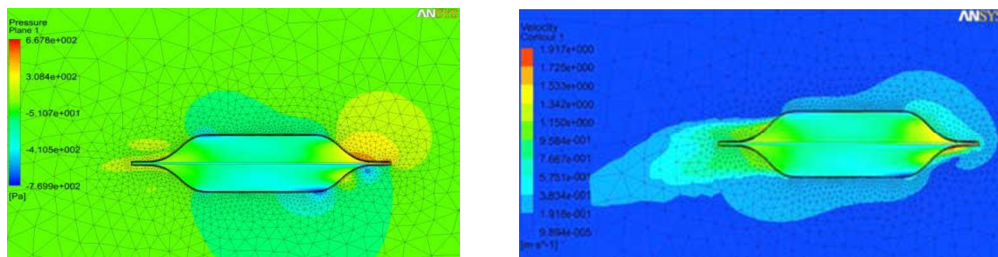 ANSYS
Pressure
Plane 1
6.678e+002
3.084e+002
-5.107e+001
-4.105e+002
-7.699e+002
[Pa]
ANSYS
Velocity
Contour 1
1.917e+000
1.725e+000
1.533e+000
1.342e+000
1.150e+000
9.584e-001
7.667e-001
5.751e-001
3.834e-001
1.918e-001
9.894e-005
[m s^-1]